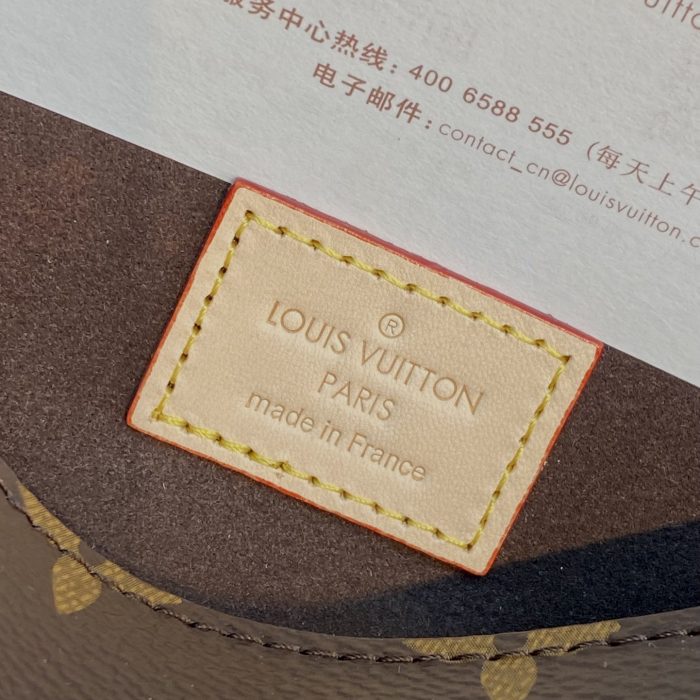 服务中心热线: 400 6588 555 (每天上午
电子邮件: contact_cn@louisvuitton.c
®
LOUIS VUITTON
PARIS
made in France